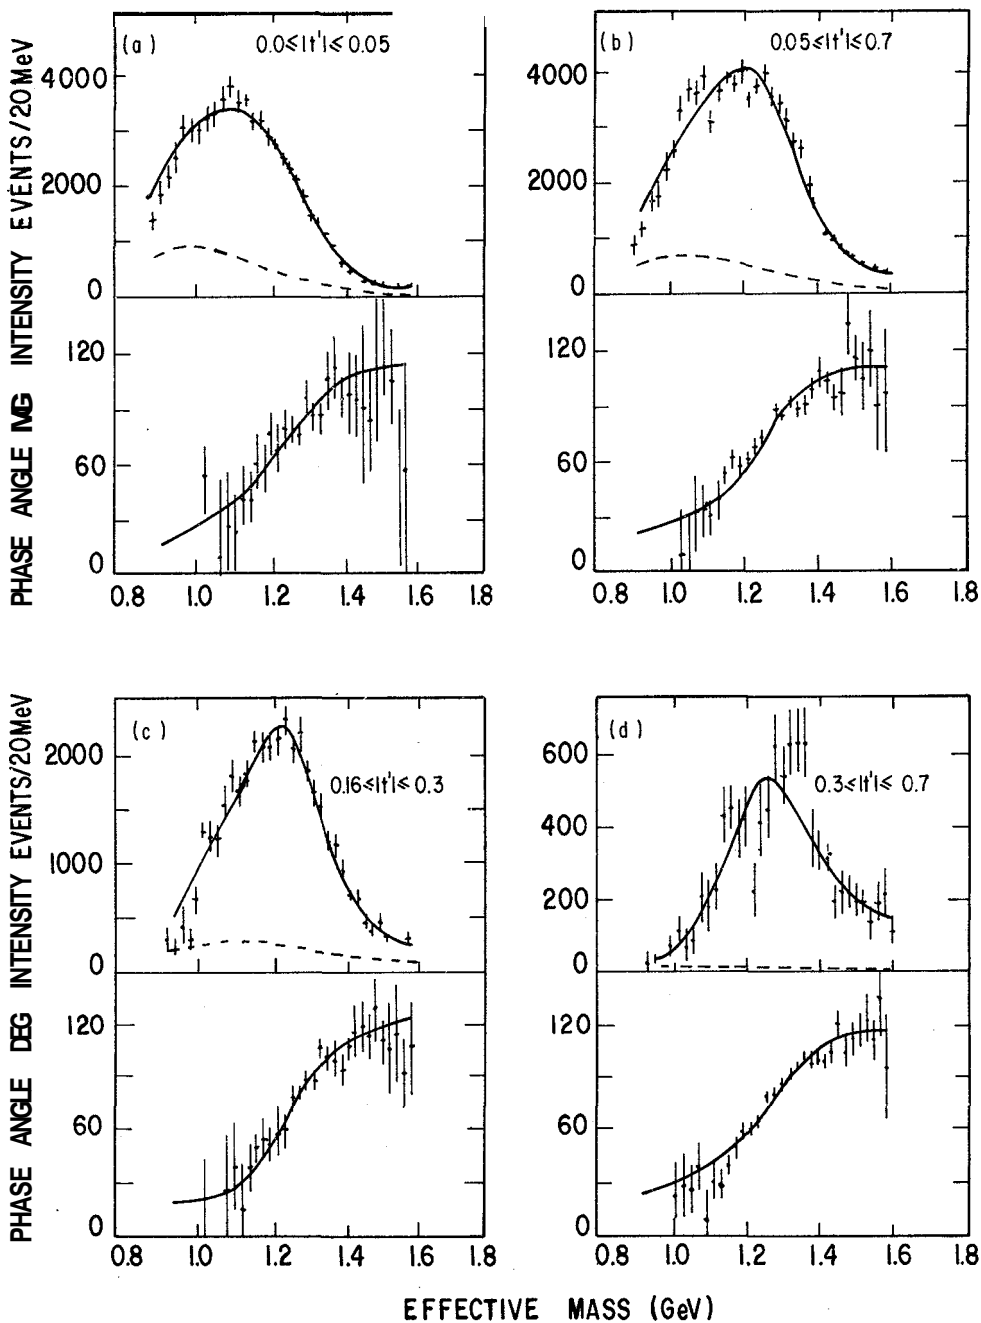 PHASE ANGLE IMG INTENSITY EVENTS/20MeV
(a) 0.0≤|t'|≤0.05
4000
2000
0
120
60
0
0.8 1.0 1.2 1.4 1.6 1.8
(b) 0.05≤|t'|≤0.7
4000
2000
0
120
60
0
0.8 1.0 1.2 1.4 1.6 1.8
PHASE ANGLE DEG INTENSITY EVENTS/20MeV
(c) 0.16≤|t'|≤0.3
2000
1000
0
120
60
0
0.8 1.0 1.2 1.4 1.6 1.8
(d) 0.3≤|t'|≤0.7
600
400
200
0
120
60
0
0.8 1.0 1.2 1.4 1.6 1.8
EFFECTIVE MASS (GeV)